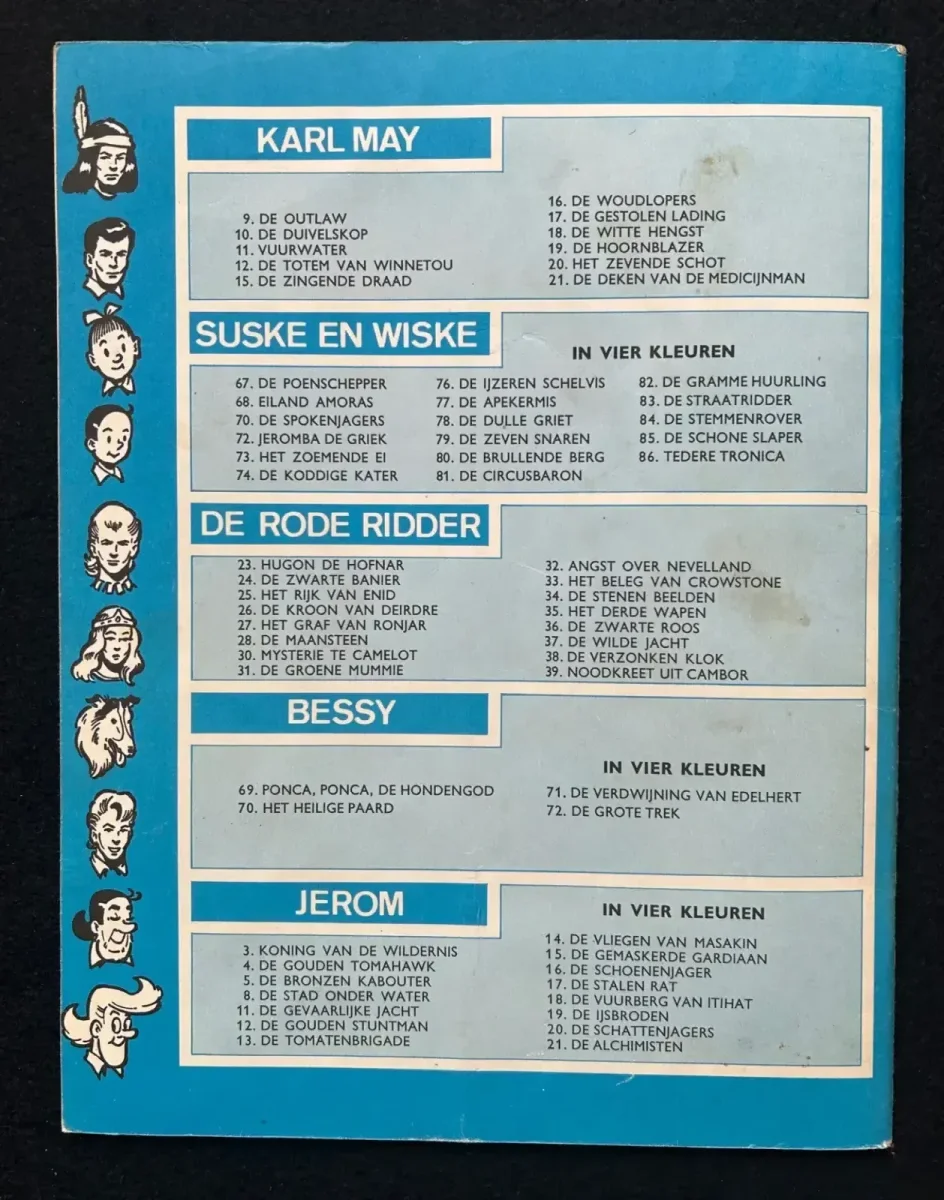 KARL MAY
9. DE OUTLAW
10. DE DUIVELSKOP
11. VUURWATER
12. DE TOTEM VAN WINNETOU
15. DE ZINGENDE DRAAD
16. DE WOUDLOPERS
17. DE GESTOLEN LADING
18. DE WITTE HENGST
19. DE HOORNBLAZER
20. HET ZEVENDE SCHOT
21. DE DEKEN VAN DE MEDICIJNMAN
SUSKE EN WISKE
IN VIER KLEUREN
67. DE POENSCHEPPER
68. EILAND AMORAS
70. DE SPOKENJAGERS
72. JEROMBA DE GRIEK
73. HET ZOEMENDE EI
74. DE KODDIGE KATER
76. DE IJZEREN SCHELVIS
77. DE APEKERMIS
78. DE DULLE GRIET
79. DE ZEVEN SNAREN
80. DE BRULLENDE BERG
81. DE CIRCUSBARON
82. DE GRAMME HUURLING
83. DE STRAATRIDDER
84. DE STEMMENROVER
85. DE SCHONE SLAPER
86. TEDERE TRONICA
DE RODE RIDDER
23. HUGON DE HOFNAR
24. DE ZWARTE BANIER
25. HET RIJK VAN ENID
26. DE KROON VAN DEIRDRE
27. HET GRAF VAN RONJAR
28. DE MAANSTEEN
30. MYSTERIE TE CAMELOT
31. DE GROENE MUMMIE
32. ANGST OVER NEVELLAND
33. HET BELEG VAN CROWSTONE
34. DE STENEN BEELDEN
35. HET DERDE WAPEN
36. DE ZWARTE ROOS
37. DE WILDE JACHT
38. DE VERZONKEN KLOK
39. NOODKREET UIT CAMBOR
BESSY
IN VIER KLEUREN
69. PONCA, PONCA, DE HONDENGOD
70. HET HEILIGE PAARD
71. DE VERDWIJNING VAN EDELHERT
72. DE GROTE TREK
JEROM
IN VIER KLEUREN
3. KONING VAN DE WILDERNIS
4. DE GOUDEN TOMAHAWK
5. DE BRONZEN KABOUTER
8. DE STAD ONDER WATER
11. DE GEVAARLIJKE JACHT
12. DE GOUDEN STUNTMAN
13. DE TOMATENBRIGADE
14. DE VLIEGEN VAN MASAKIN
15. DE GEMASKERDE GARDIAAN
16. DE SCHOENENJAGER
17. DE STALEN RAT
18. DE VUURBERG VAN ITIHAT
19. DE IJSBRODEN
20. DE SCHATTENJAGERS
21. DE ALCHIMISTEN